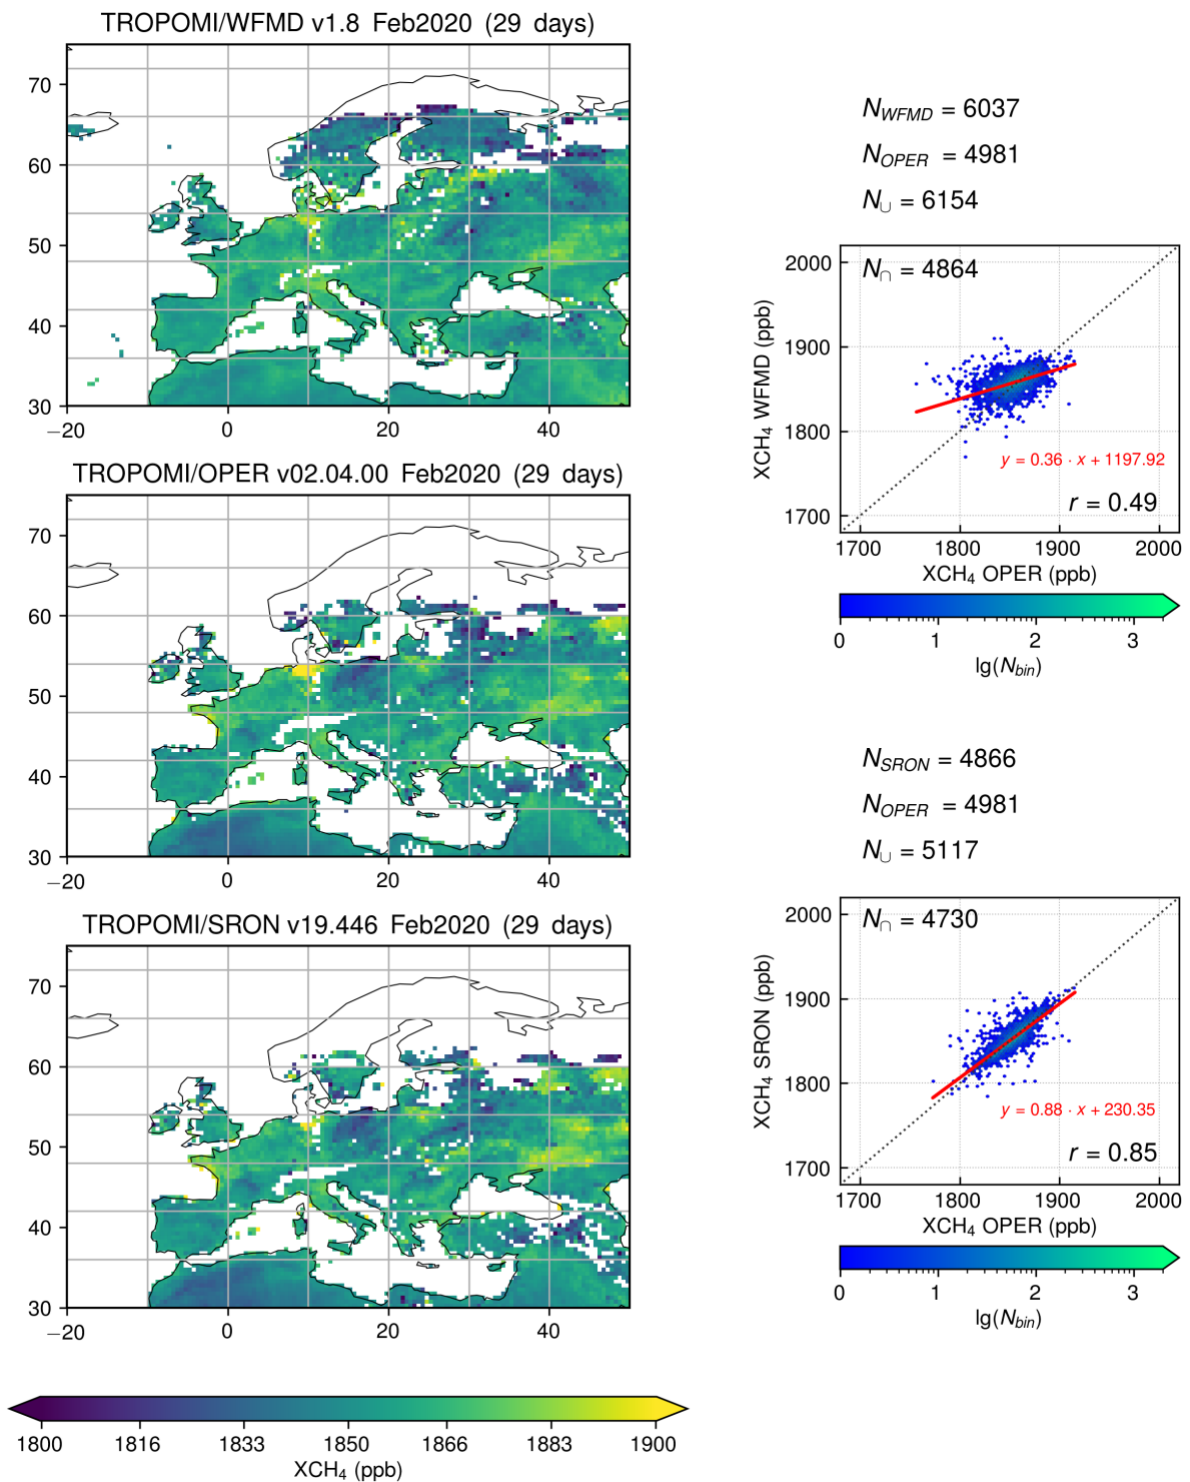 TROPOMI/WFMD v1.8 Feb2020 (29 days)
70
60
50
40
30
−20
0
20
40
TROPOMI/OPER v02.04.00 Feb2020 (29 days)
70
60
50
40
30
−20
0
20
40
TROPOMI/SRON v19.446 Feb2020 (29 days)
70
60
50
40
30
−20
0
20
40
1800
1816
1833
1850
1866
1883
1900
XCH₄ (ppb)
N_WFMD = 6037
N_OPER = 4981
N_∪ = 6154
N_∩ = 4864
2000
1900
1800
1700
XCH₄ WFMD (ppb)
y = 0.36 · x + 1197.92
r = 0.49
1700
1800
1900
2000
XCH₄ OPER (ppb)
0
1
2
3
lg(N_bin)
N_SRON = 4866
N_OPER = 4981
N_∪ = 5117
N_∩ = 4730
2000
1900
1800
1700
XCH₄ SRON (ppb)
y = 0.88 · x + 230.35
r = 0.85
1700
1800
1900
2000
XCH₄ OPER (ppb)
0
1
2
3
lg(N_bin)